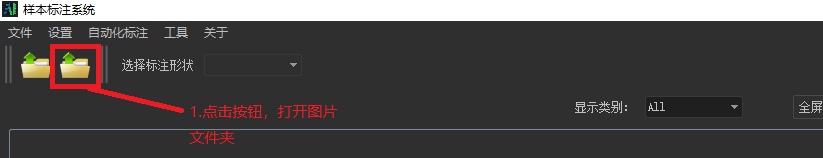 样本标注系统
文件 设置 自动化标注 工具 关于
选择标注形状
1.点击按钮，打开图片
文件夹
显示类别: All 全屏